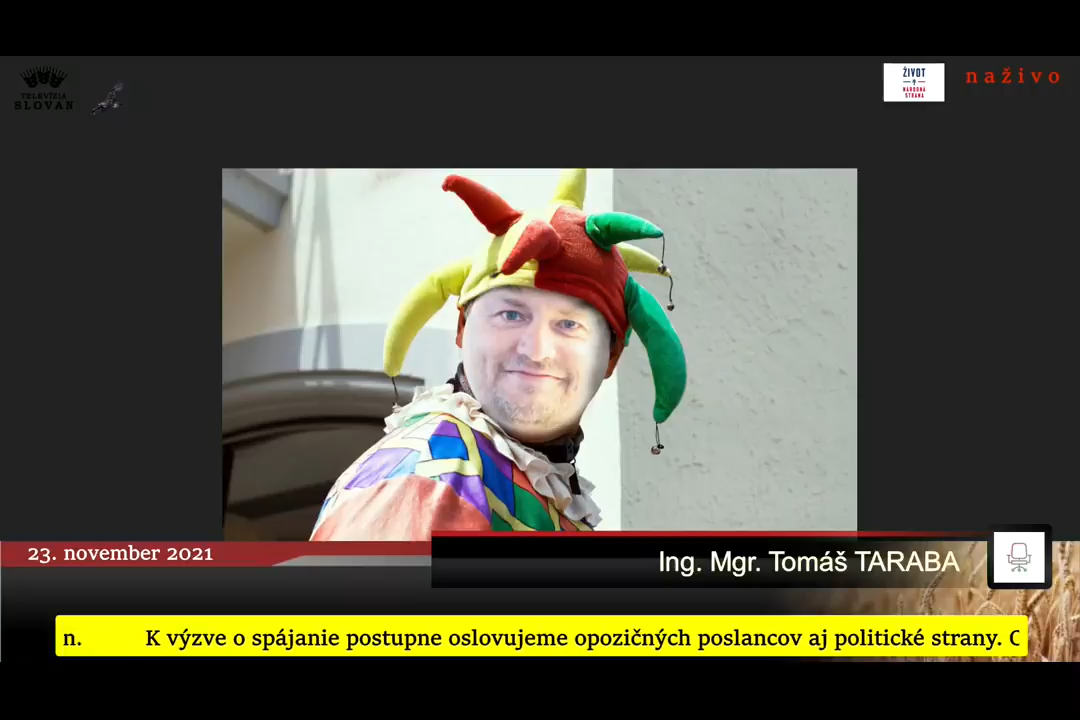 TELEVÍZIA
SLOVAN
ŽIVOT
NÁRODNÁ
STRANA
naživo
23. november 2021
Ing. Mgr. Tomáš TARABA
n. K výzve o spájanie postupne oslovujeme opozičných poslancov aj politické strany.